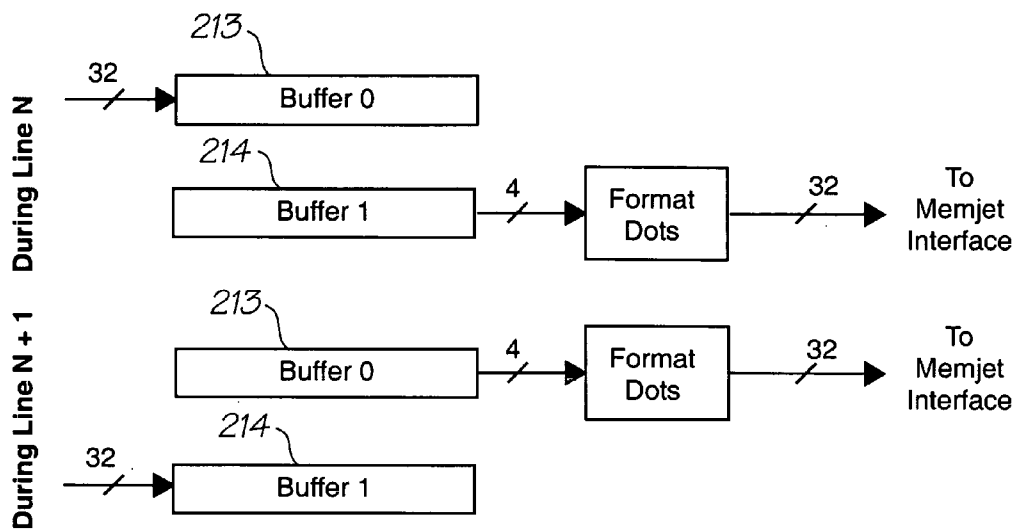 During Line N
213
32
Buffer 0
214
Buffer 1
4
Format
Dots
32
To
Memjet
Interface
During Line N + 1
213
Buffer 0
4
Format
Dots
32
To
Memjet
Interface
214
32
Buffer 1